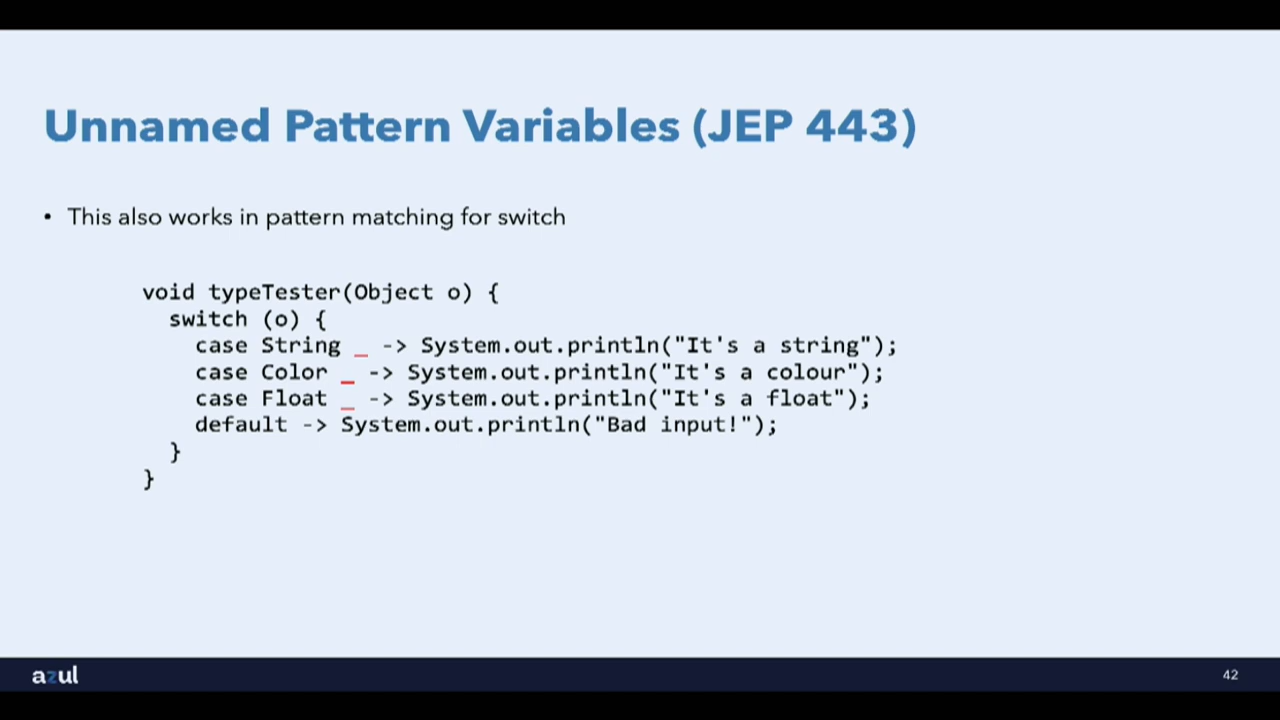 Unnamed Pattern Variables (JEP 443)
• This also works in pattern matching for switch
void typeTester(Object o) {
  switch (o) {
    case String _ -> System.out.println("It's a string");
    case Color _ -> System.out.println("It's a colour");
    case Float _ -> System.out.println("It's a float");
    default -> System.out.println("Bad input!");
  }
}
azul
42